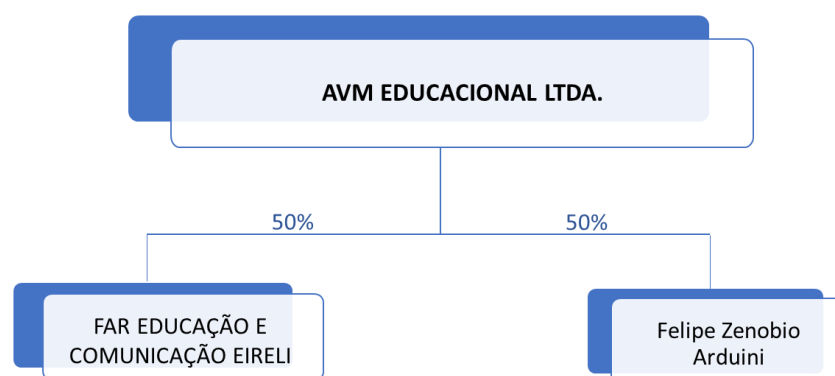 AVM EDUCACIONAL LTDA.
50%
50%
FAR EDUCAÇÃO E
COMUNICAÇÃO EIRELI
Felipe Zenobio
Arduini